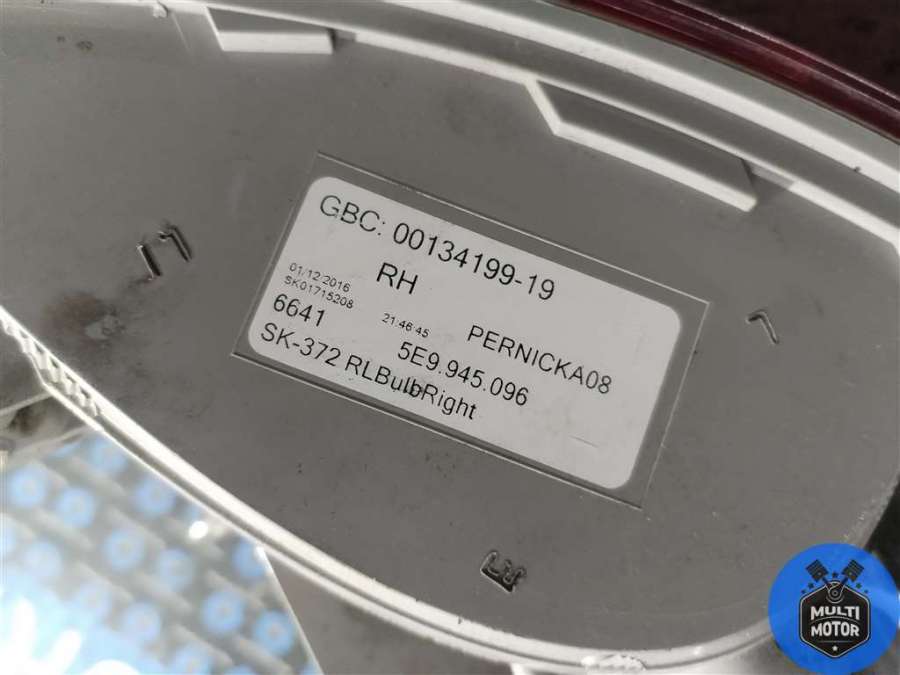 GBC: 00134199-19
RH
01/12/2016
SK01715208
21:46:45
PERNICKA08
6641
5E9.945.096
SK-372 RLBulbRight
MULTI
MOTOR